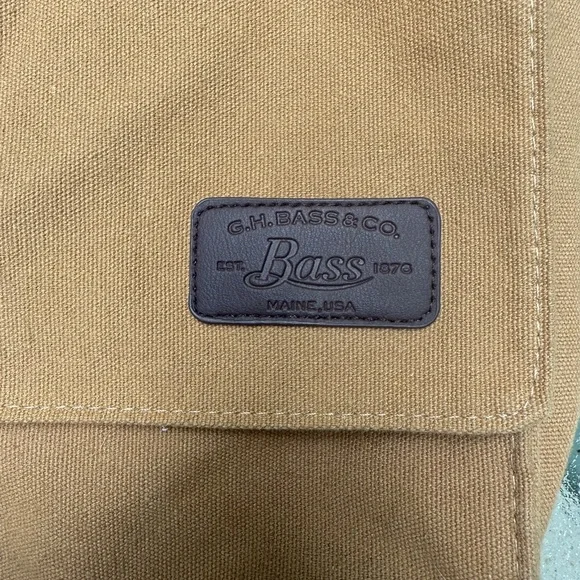 G.H. BASS & CO.
EST. Bass 1876
MAINE, USA